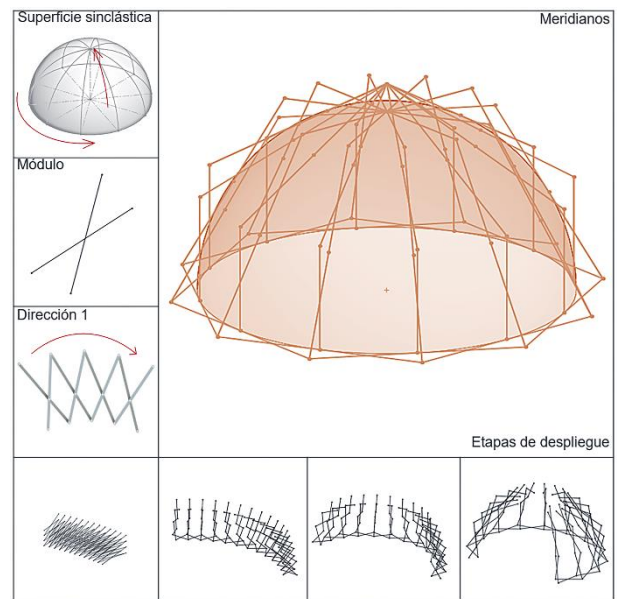 Superficie sinclástica
Meridianos
Módulo
Dirección 1
Etapas de despliegue